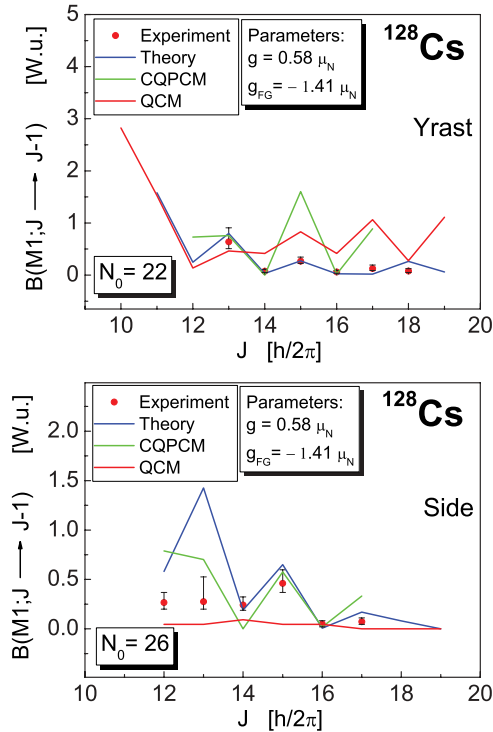 Experiment
Theory
CQPCM
QCM
Parameters:
g = 0.58 μN
gFG = − 1.41 μN
128Cs
Yrast
N0 = 22
B(M1;J ⟶ J-1) [W.u.]
5
4
3
2
1
0
10 12 14 16 18 20
J [h/2π]
Experiment
Theory
CQPCM
QCM
Parameters:
g = 0.58 μN
gFG = − 1.41 μN
128Cs
Side
N0 = 26
B(M1;J ⟶ J-1) [W.u.]
2.0
1.5
1.0
0.5
0.0
10 12 14 16 18 20
J [h/2π]